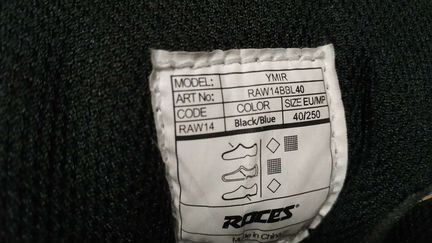 MODEL: YMIR
ART No: RAW14BBL40
CODE COLOR SIZE EU/MP
RAW14 Black/Blue 40/250
ROCES
Made in China